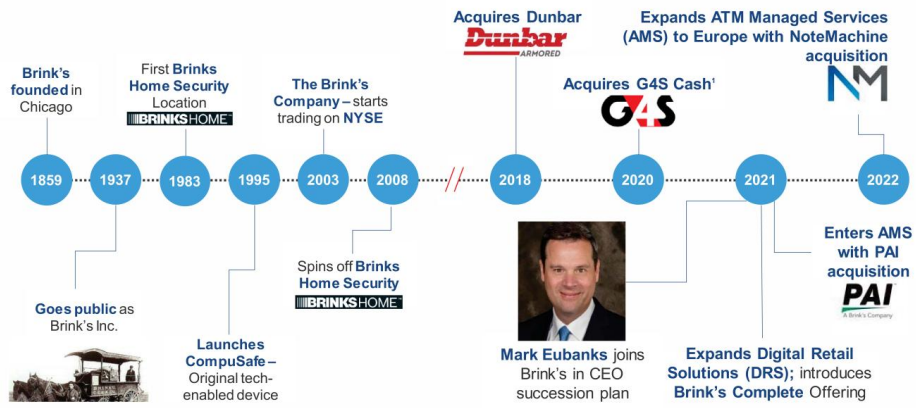 Brink's
founded in
Chicago
First Brinks
Home Security
Location
BRINKSHOME™
The Brink's
Company – starts
trading on NYSE
Acquires Dunbar
Dunbar
ARMORED
Acquires G4S Cash¹
G4S
Expands ATM Managed Services
(AMS) to Europe with NoteMachine
acquisition
NM
1859
1937
1983
1995
2003
2008
//
2018
2020
2021
2022
Goes public as
Brink's Inc.
Launches
CompuSafe –
Original tech-
enabled device
Spins off Brinks
Home Security
BRINKSHOME™
Mark Eubanks joins
Brink's in CEO
succession plan
Expands Digital Retail
Solutions (DRS); introduces
Brink's Complete Offering
Enters AMS
with PAI
acquisition
PAI™
A Brink's Company